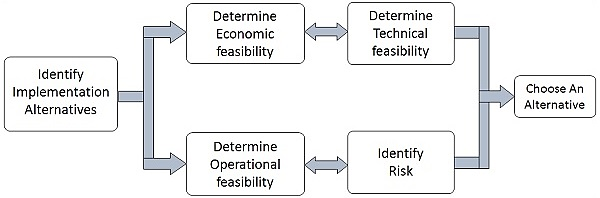 Identify
Implementation
Alternatives
Determine
Economic
feasibility
Determine
Technical
feasibility
Determine
Operational
feasibility
Identify
Risk
Choose An
Alternative